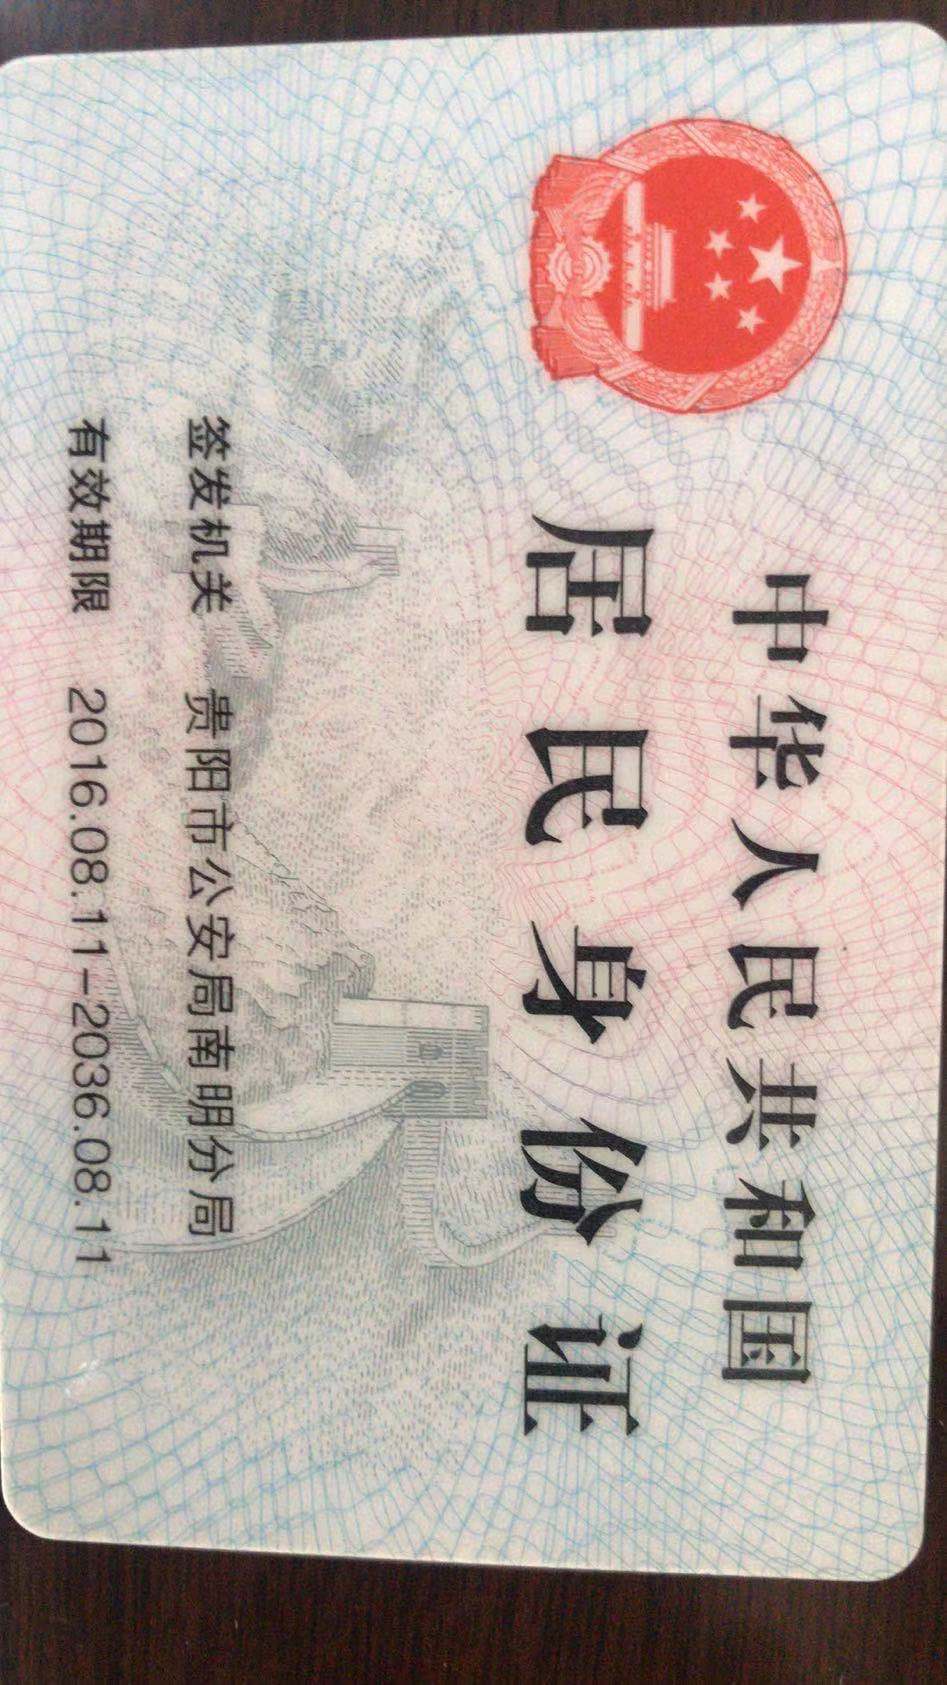 中华人民共和国
居民身份证
签发机关 贵阳市公安局南明分局
有效期限 2016.08.11-2036.08.11